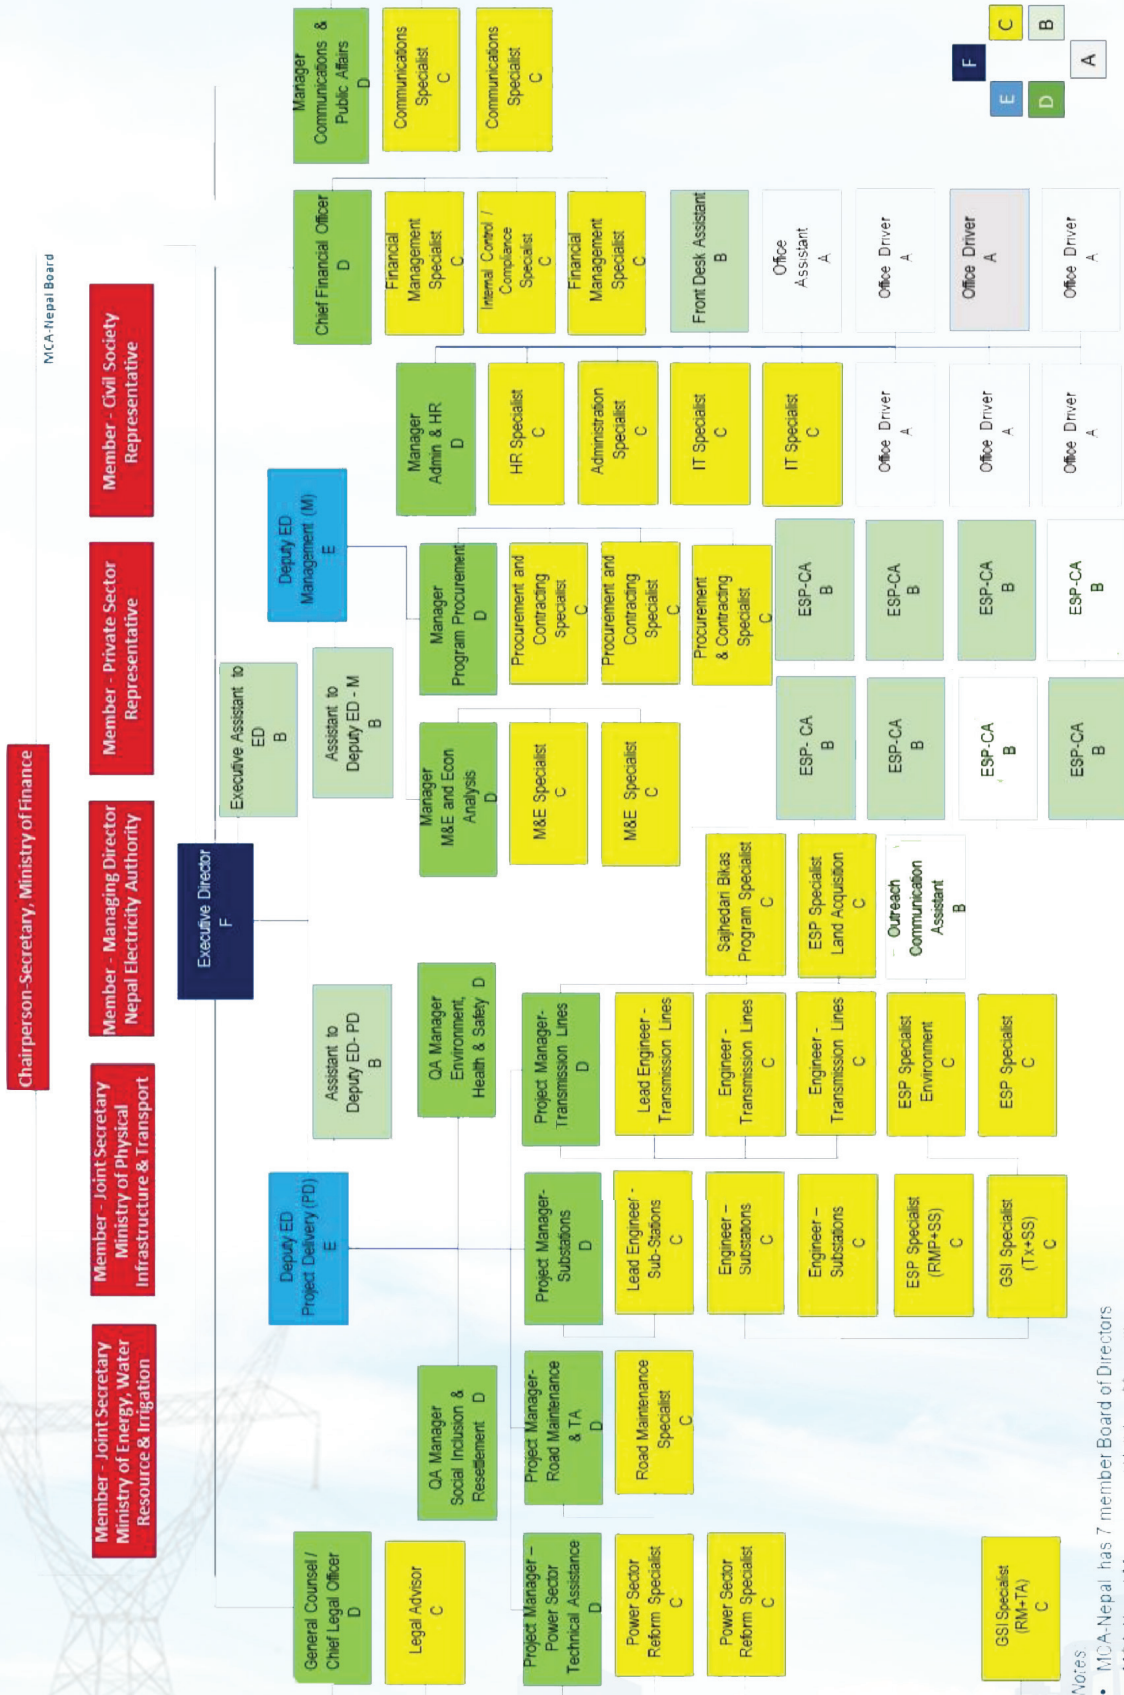 MCA-Nepal Board
Chairperson-Secretary, Ministry of Finance
Member - Joint Secretary
Ministry of Energy, Water
Resource & Irrigation
Member - Joint Secretary
Ministry of Physical
Infrastructure & Transport
Member - Managing Director
Nepal Electricity Authority
Member - Private Sector
Representative
Member - Civil Society
Representative
Executive Director
F
Executive Assistant to
ED
B
Deputy ED
Project Delivery (PD)
E
Assistant to
Deputy ED- PD
B
Assistant to
Deputy ED - M
B
Deputy ED
Management (M)
E
General Counsel /
Chief Legal Officer
D
Legal Advisor
C
Chief Financial Officer
D
Financial
Management
Specialist
C
Internal Control /
Compliance
Specialist
C
Financial
Management
Specialist
C
Manager
Communications &
Public Affairs
D
Communications
Specialist
C
Communications
Specialist
C
QA Manager
Social Inclusion &
Resettlement D
QA Manager
Environment,
Health & Safety D
Manager
M&E and Econ
Analysis
D
M&E Specialist
C
M&E Specialist
C
Manager
Program Procurement
D
Procurement and
Contracting
Specialist
C
Procurement and
Contracting
Specialist
C
Procurement
& Contracting
Specialist
C
Manager
Admin & HR
D
HR Specialist
C
Administration
Specialist
C
IT Specialist
C
IT Specialist
C
Front Desk Assistant
B
Office
Assistant
A
Office Driver
A
Office Driver
A
Office Driver
A
Office Driver
A
Office Driver
A
Office Driver
A
Project Manager –
Power Sector
Technical Assistance
D
Power Sector
Reform Specialist
C
Power Sector
Reform Specialist
C
GSI Specialist
(RM+TA)
C
Project Manager-
Road Maintenance
& TA
D
Road Maintenance
Specialist
C
Project Manager-
Substations
D
Lead Engineer -
Sub-Stations
C
Engineer –
Substations
C
Engineer –
Substations
C
ESP Specialist
(RMP+SS)
C
GSI Specialist
(Tx+SS)
C
Project Manager-
Transmission Lines
D
Lead Engineer -
Transmission Lines
C
Engineer -
Transmission Lines
C
Engineer -
Transmission Lines
C
ESP Specialist
Environment
C
ESP Specialist
C
Sajhedari Bikas
Program Specialist
C
ESP Specialist
Land Acquisition
C
Outreach
Communication
Assistant
B
ESP- CA
B
ESP-CA
B
ESP-CA
B
ESP-CA
B
ESP-CA
B
ESP-CA
B
ESP-CA
B
ESP-CA
B
F
E
C
D
B
A
Notes
• MCA-Nepal has 7 member Board of Directors